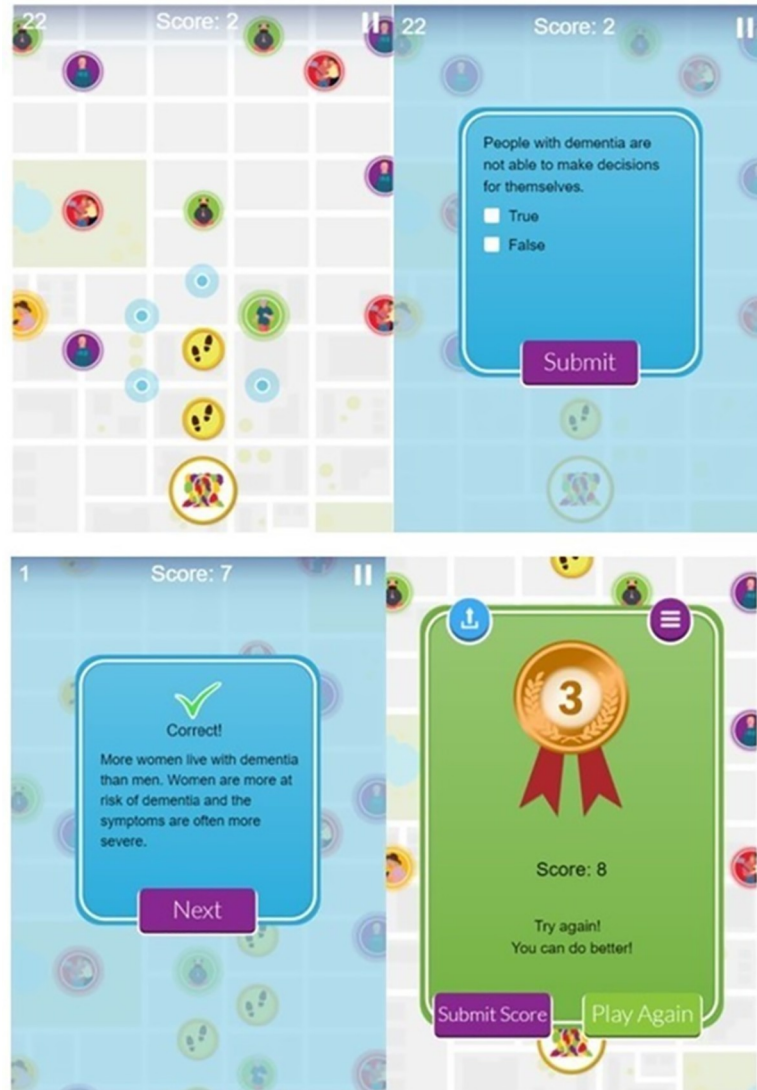 22
Score: 2
22
Score: 2
People with dementia are
not able to make decisions
for themselves.
True
False
Submit
1
Score: 7
Correct!
More women live with dementia
than men. Women are more at
risk of dementia and the
symptoms are often more
severe.
Next
3
Score: 8
Try again!
You can do better!
Submit Score
Play Again